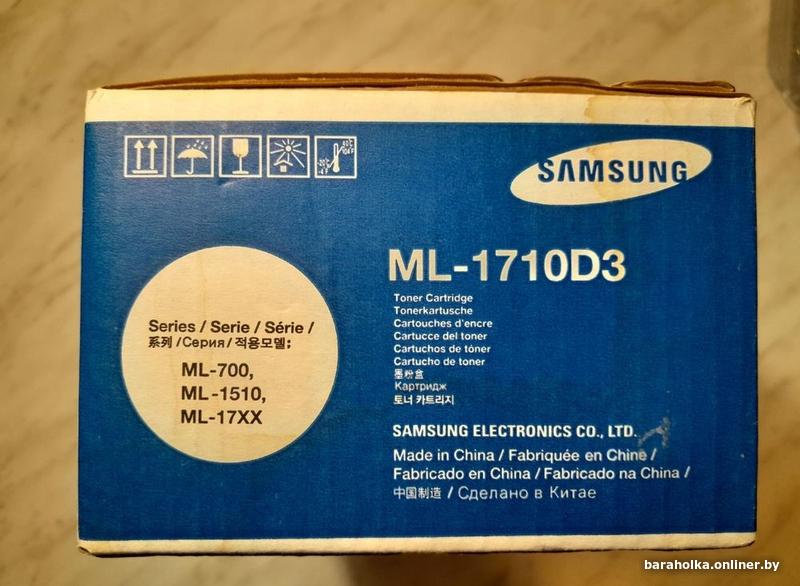 SAMSUNG
ML-1710D3
Toner Cartridge
Tonerkartusche
Cartouches d'encre
Cartucce del toner
Cartuchos de tóner
Cartucho de toner
墨粉盒
Картридж
토너 카트리지
Series / Serie / Série /
系列 /Серия/ 적용모델;
ML-700,
ML-1510,
ML-17XX
SAMSUNG ELECTRONICS CO., LTD.
Made in China / Fabriquée en Chine /
Fabricado en China / Fabricado na China /
中国制造 / Сделано в Китае
baraholka.onliner.by